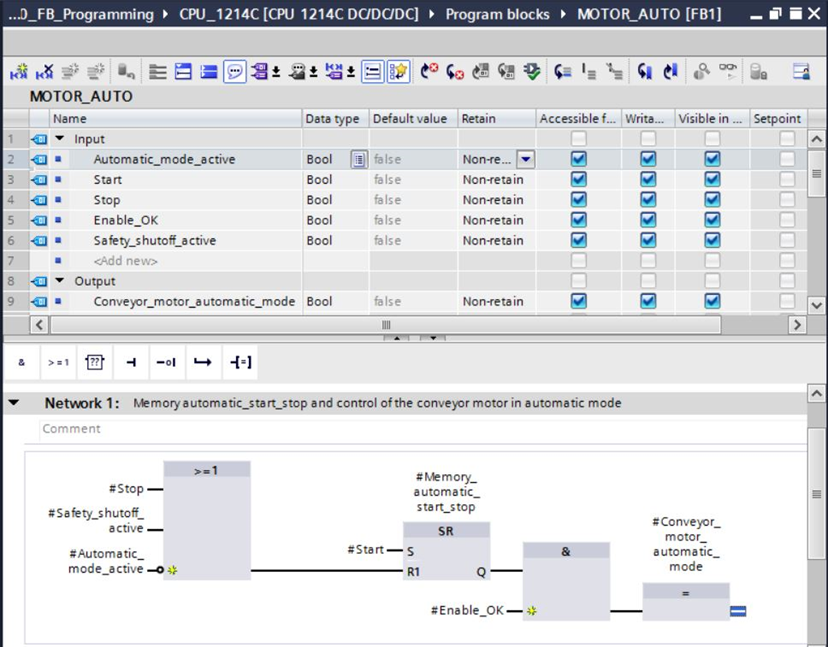 ...0_FB_Programming ▸ CPU_1214C [CPU 1214C DC/DC/DC] ▸ Program blocks ▸ MOTOR_AUTO [FB1]
MOTOR_AUTO
Name Data type Default value Retain Accessible f... Writa... Visible in ... Setpoint
1 Input
2 Automatic_mode_active Bool false Non-re...
3 Start Bool false Non-retain
4 Stop Bool false Non-retain
5 Enable_OK Bool false Non-retain
6 Safety_shutoff_active Bool false Non-retain
7 <Add new>
8 Output
9 Conveyor_motor_automatic_mode Bool false Non-retain
& >=1 ??
Network 1: Memory automatic_start_stop and control of the conveyor motor in automatic mode
Comment
>=1
#Stop
#Safety_shutoff_
active
#Automatic_
mode_active
#Memory_
automatic_
start_stop
SR
#Start S
R1 Q
&
#Enable_OK
#Conveyor_
motor_
automatic_
mode
=